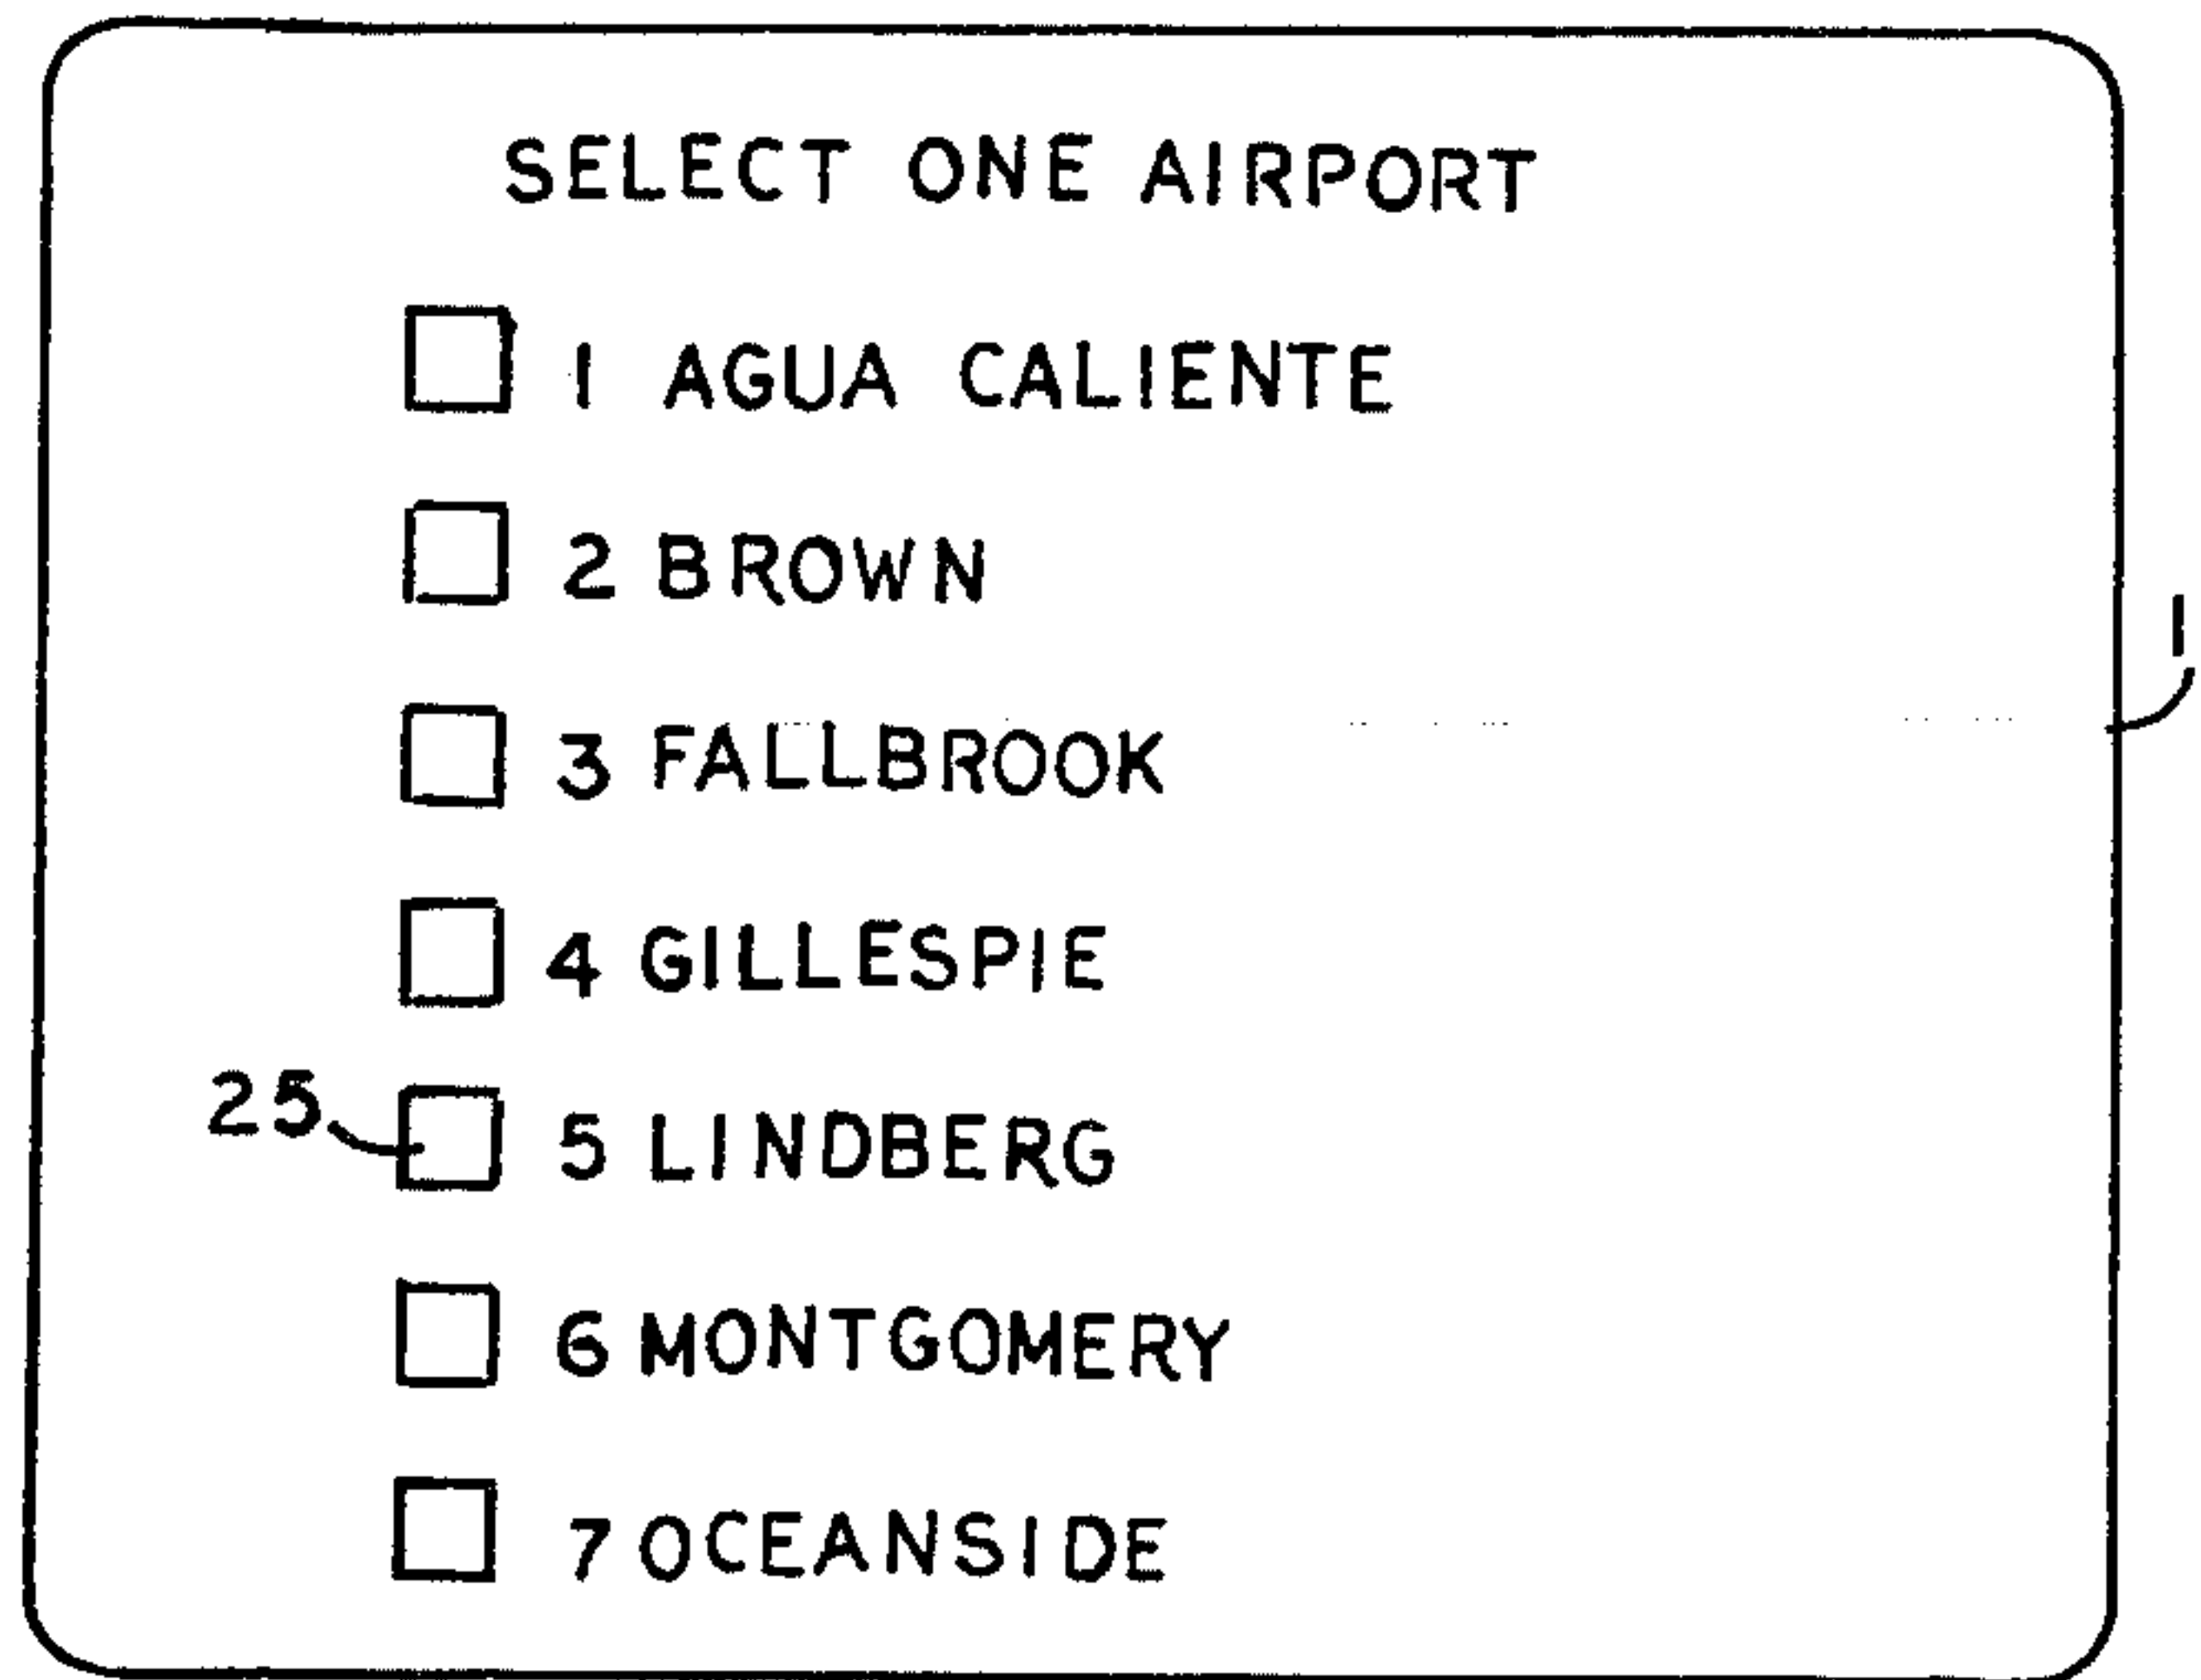 SELECT ONE AIRPORT
1 AGUA CALIENTE
2 BROWN
1
3 FALLBROOK
4 GILLESPIE
25
5 LINDBERG
6 MONTGOMERY
7 OCEANSIDE